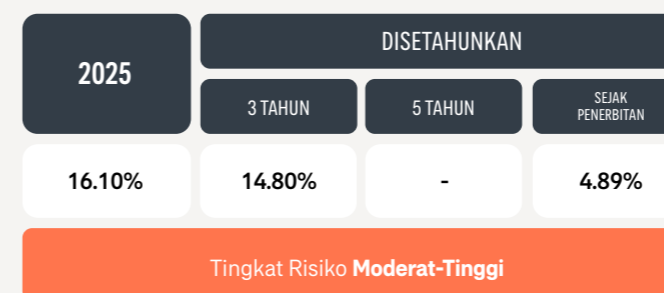 2025
DISETAHUNKAN
3 TAHUN
5 TAHUN
SEJAK
PENERBITAN
16.10%
14.80%
-
4.89%
Tingkat Risiko Moderat-Tinggi